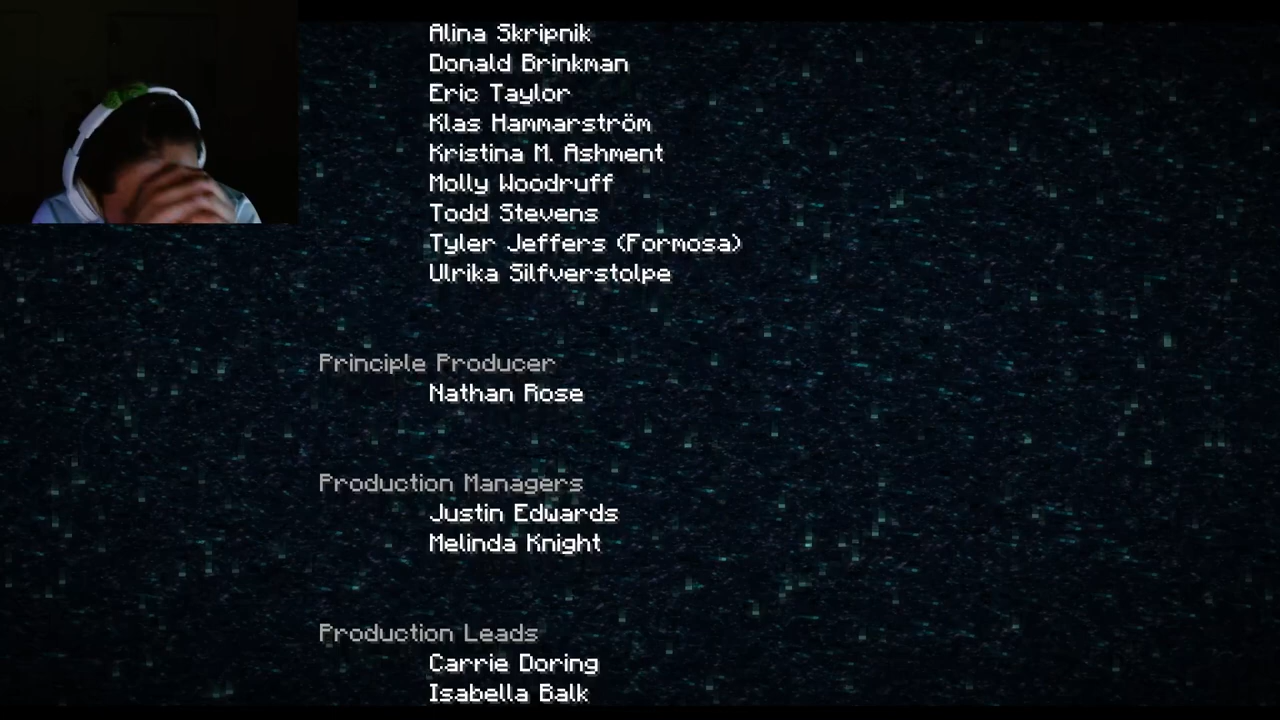 Alina Skripnik
Donald Brinkman
Eric Taylor
Klas Hammarström
Kristina M. Ashment
Molly Woodruff
Todd Stevens
Tyler Jeffers (Formosa)
Ulrika Silfverstolpe
Principle Producer
Nathan Rose
Production Managers
Justin Edwards
Melinda Knight
Production Leads
Carrie Doring
Isabella Balk